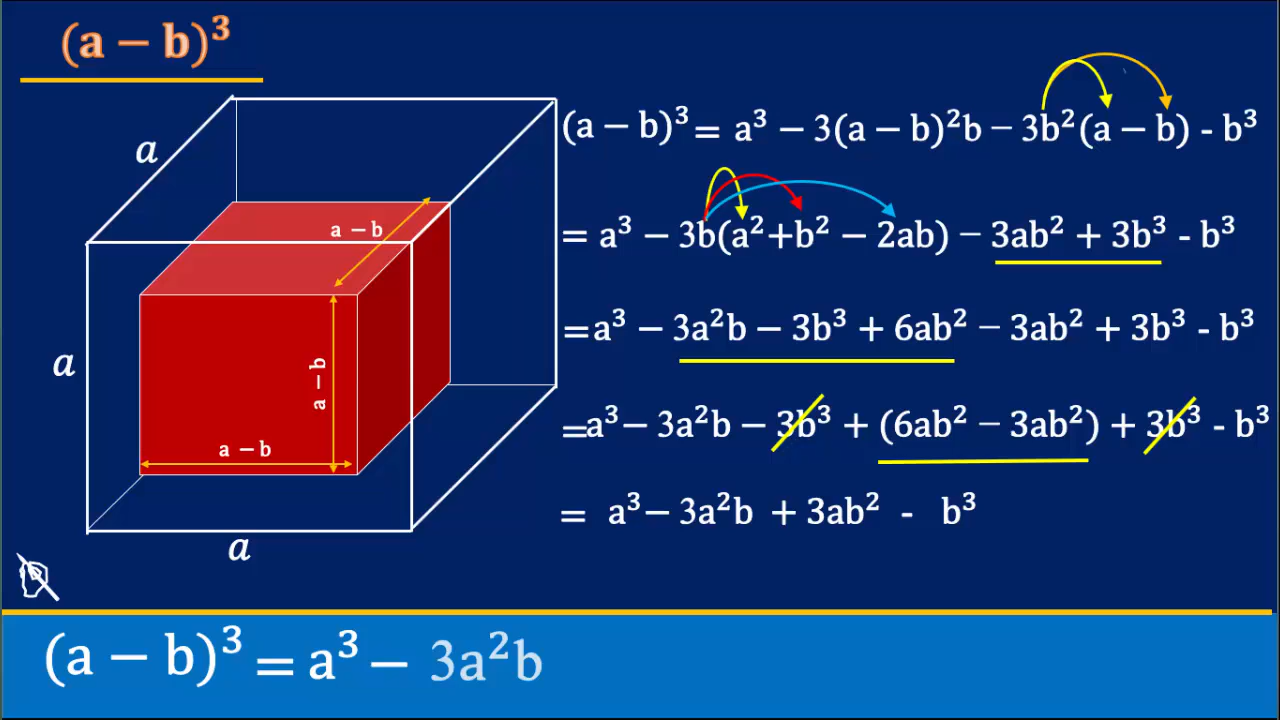 (a − b)³
a
(a − b)³ = a³ − 3(a − b)²b − 3b²(a − b) - b³
a − b
= a³ − 3b(a²+b² − 2ab) − 3ab² + 3b³ - b³
a
a − b
=a³ − 3a²b − 3b³ + 6ab² − 3ab² + 3b³ - b³
a − b
=a³− 3a²b − 3b³ + (6ab² − 3ab²) + 3b³ - b³
a
= a³− 3a²b + 3ab² - b³
(a − b)³ = a³ − 3a²b